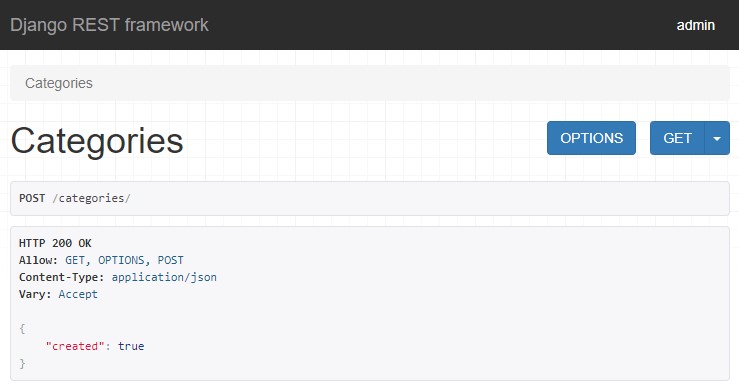 Django REST framework
admin
Categories
Categories
OPTIONS
GET
POST /categories/
HTTP 200 OK
Allow: GET, OPTIONS, POST
Content-Type: application/json
Vary: Accept
{
    "created": true
}